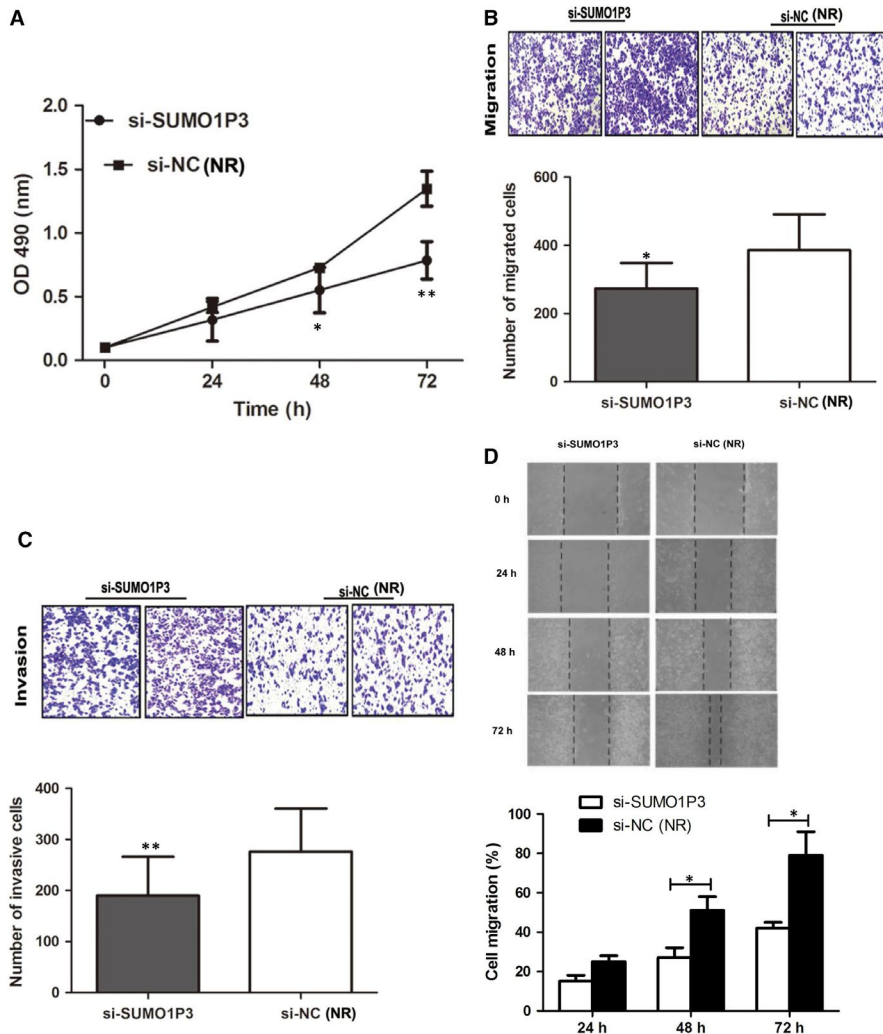 A
2.0
si-SUMO1P3
si-NC (NR)
1.5
1.0
0.5
0.0
OD 490 (nm)
*
**
0 24 48 72
Time (h)
B
si-SUMO1P3 si-NC (NR)
Migration
600
400
200
0
Number of migrated cells
*
si-SUMO1P3 si-NC (NR)
C
si-SUMO1P3 si-NC (NR)
Invasion
400
300
200
100
0
Number of invasive cells
**
si-SUMO1P3 si-NC (NR)
D
si-SUMO1P3 si-NC (NR)
0 h
24 h
48 h
72 h
si-SUMO1P3
si-NC (NR)
100
80
60
40
20
0
Cell migration (%)
*
*
24 h 48 h 72 h